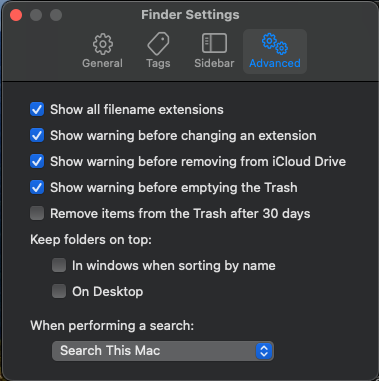 Finder Settings
General
Tags
Sidebar
Advanced
Show all filename extensions
Show warning before changing an extension
Show warning before removing from iCloud Drive
Show warning before emptying the Trash
Remove items from the Trash after 30 days
Keep folders on top:
In windows when sorting by name
On Desktop
When performing a search:
Search This Mac